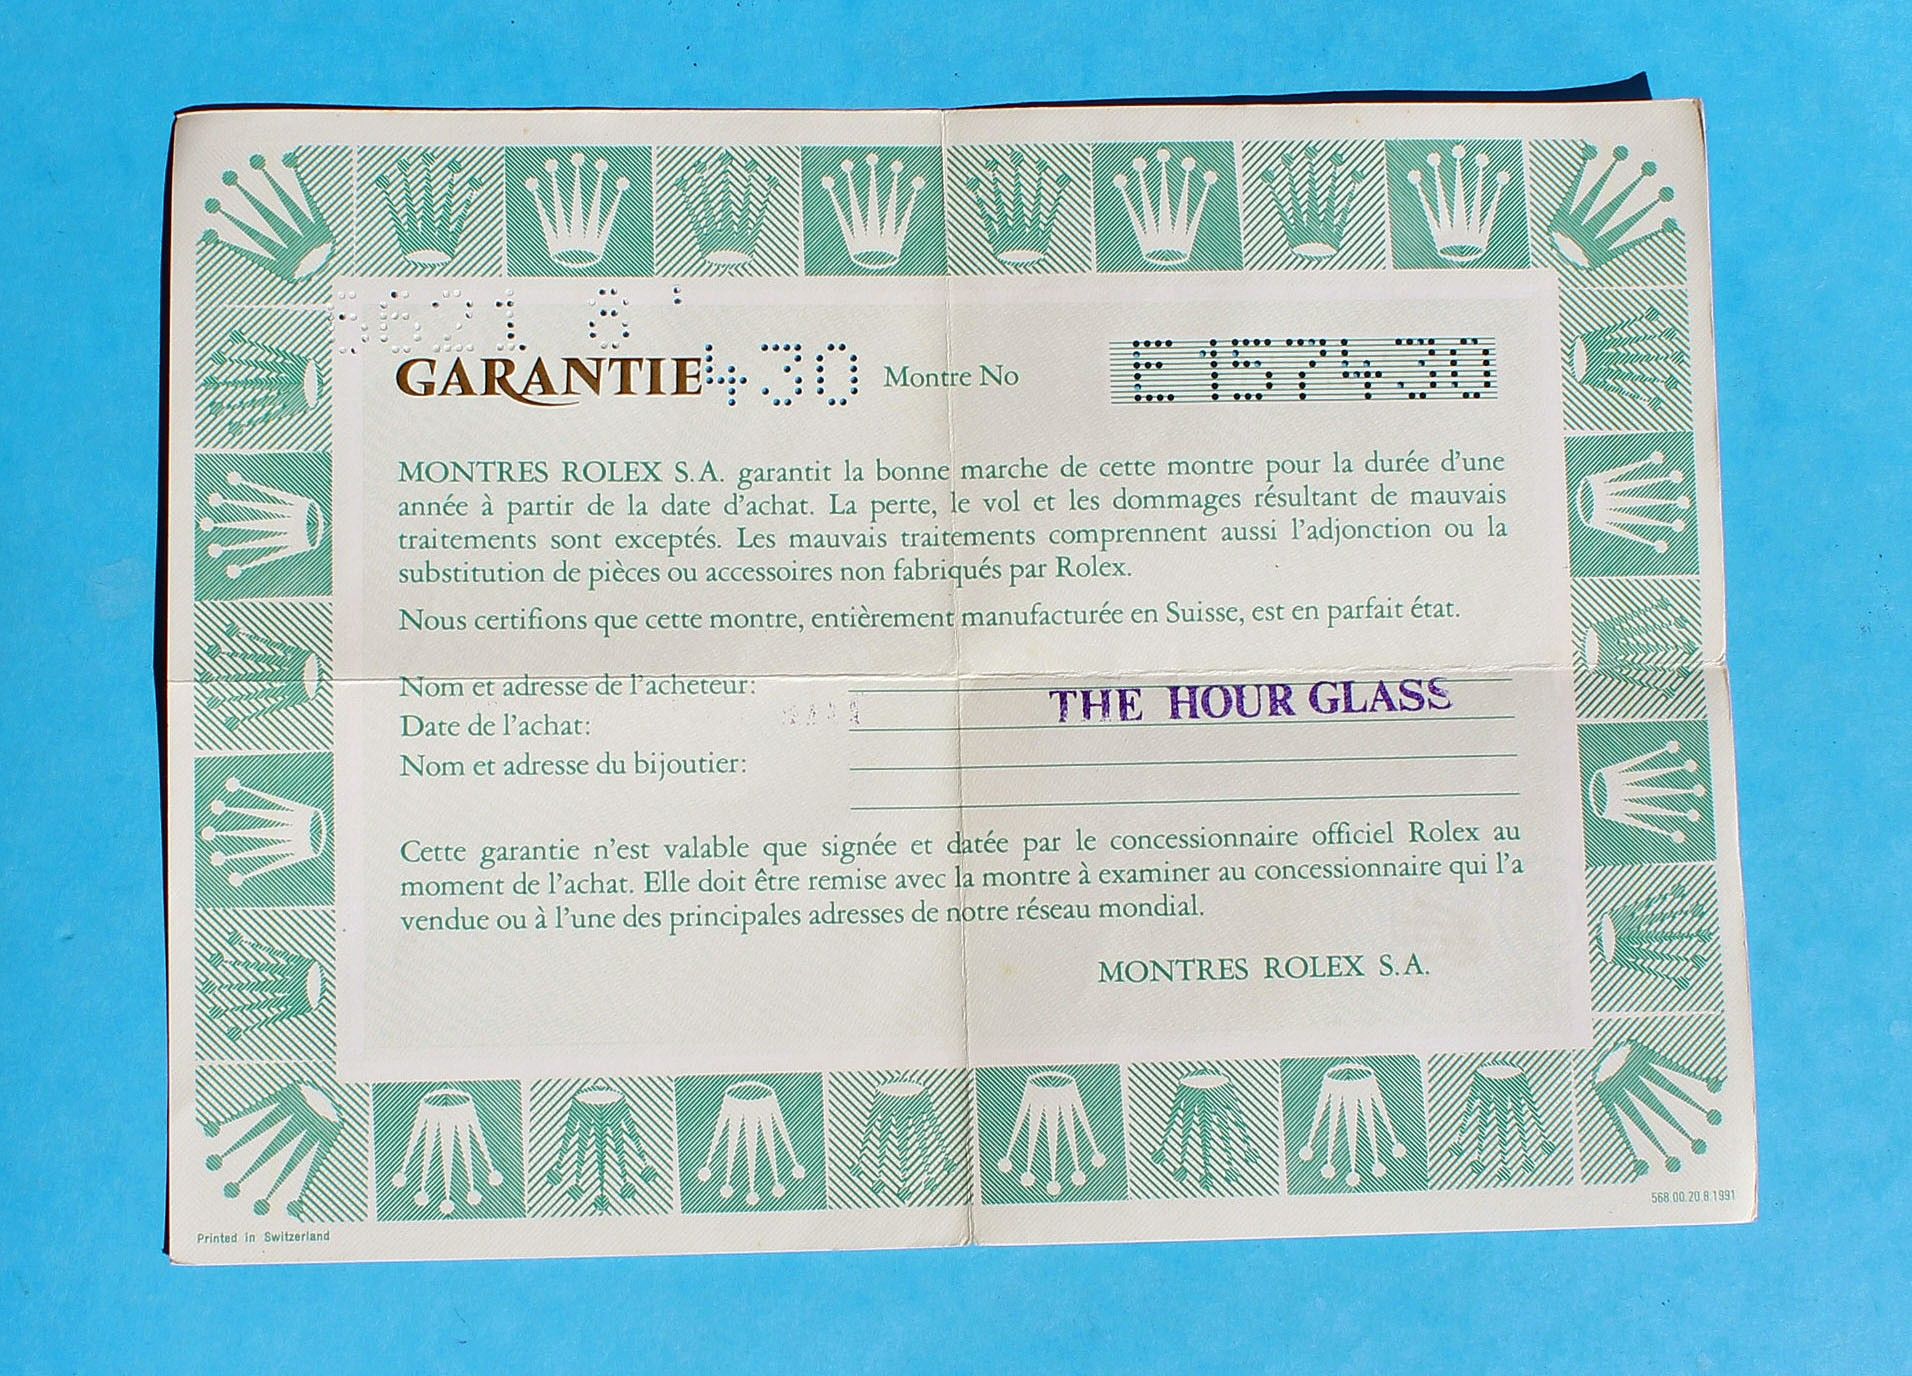 GARANTIE 430 Montre No E 157430
MONTRES ROLEX S.A. garantit la bonne marche de cette montre pour la durée d'une
année à partir de la date d'achat. La perte, le vol et les dommages résultant de mauvais
traitements sont exceptés. Les mauvais traitements comprennent aussi l'adjonction ou la
substitution de pièces ou accessoires non fabriqués par Rolex.
Nous certifions que cette montre, entièrement manufacturée en Suisse, est en parfait état.
Nom et adresse de l'acheteur:
THE HOUR GLASS
Date de l'achat:
Nom et adresse du bijoutier:
Cette garantie n'est valable que signée et datée par le concessionnaire officiel Rolex au
moment de l'achat. Elle doit être remise avec la montre à examiner au concessionnaire qui l'a
vendue ou à l'une des principales adresses de notre réseau mondial.
MONTRES ROLEX S.A.
Printed in Switzerland
568.00.20.8.1991